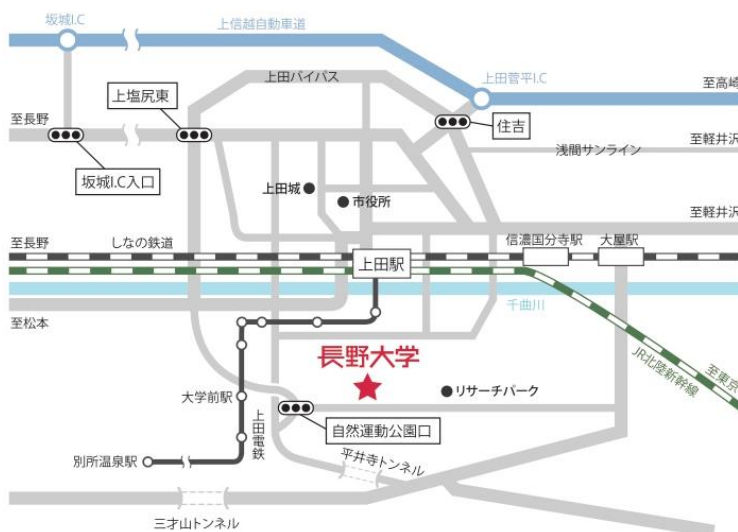 坂城I.C
上信越自動車道
上田バイパス
上田菅平I.C
至高崎
上塩尻東
住吉
至長野
至軽井沢
浅間サンライン
坂城I.C入口
上田城
市役所
至軽井沢
至長野
しなの鉄道
信濃国分寺駅
大屋駅
上田駅
千曲川
至松本
長野大学
JR北陸新幹線
至東京
大学前駅
リサーチパーク
上田電鉄
自然運動公園口
別所温泉駅
平井寺トンネル
三才山トンネル